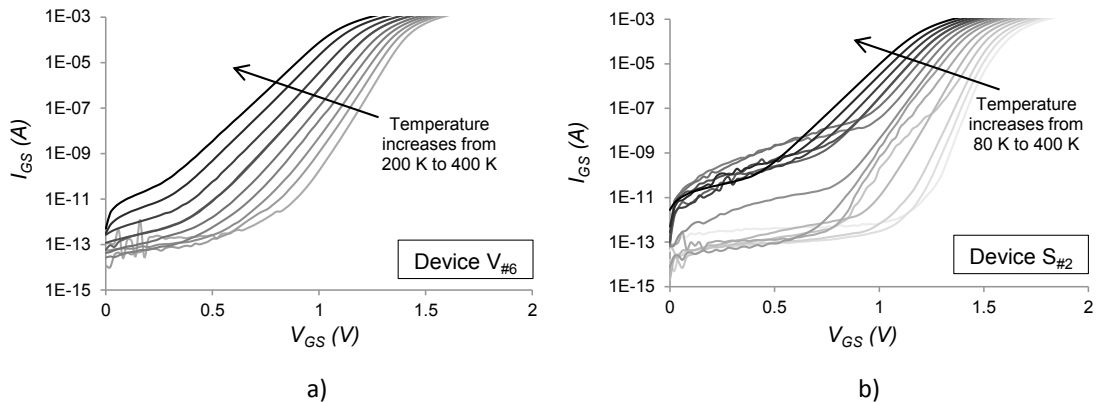 1E-03
1E-05
1E-07
1E-09
1E-11
1E-13
1E-15
I_GS (A)
Temperature
increases from
200 K to 400 K
Device V#6
0
0.5
1
1.5
2
V_GS (V)
a)
1E-03
1E-05
1E-07
1E-09
1E-11
1E-13
1E-15
I_GS (A)
Temperature
increases from
80 K to 400 K
Device S#2
0
0.5
1
1.5
2
V_GS (V)
b)